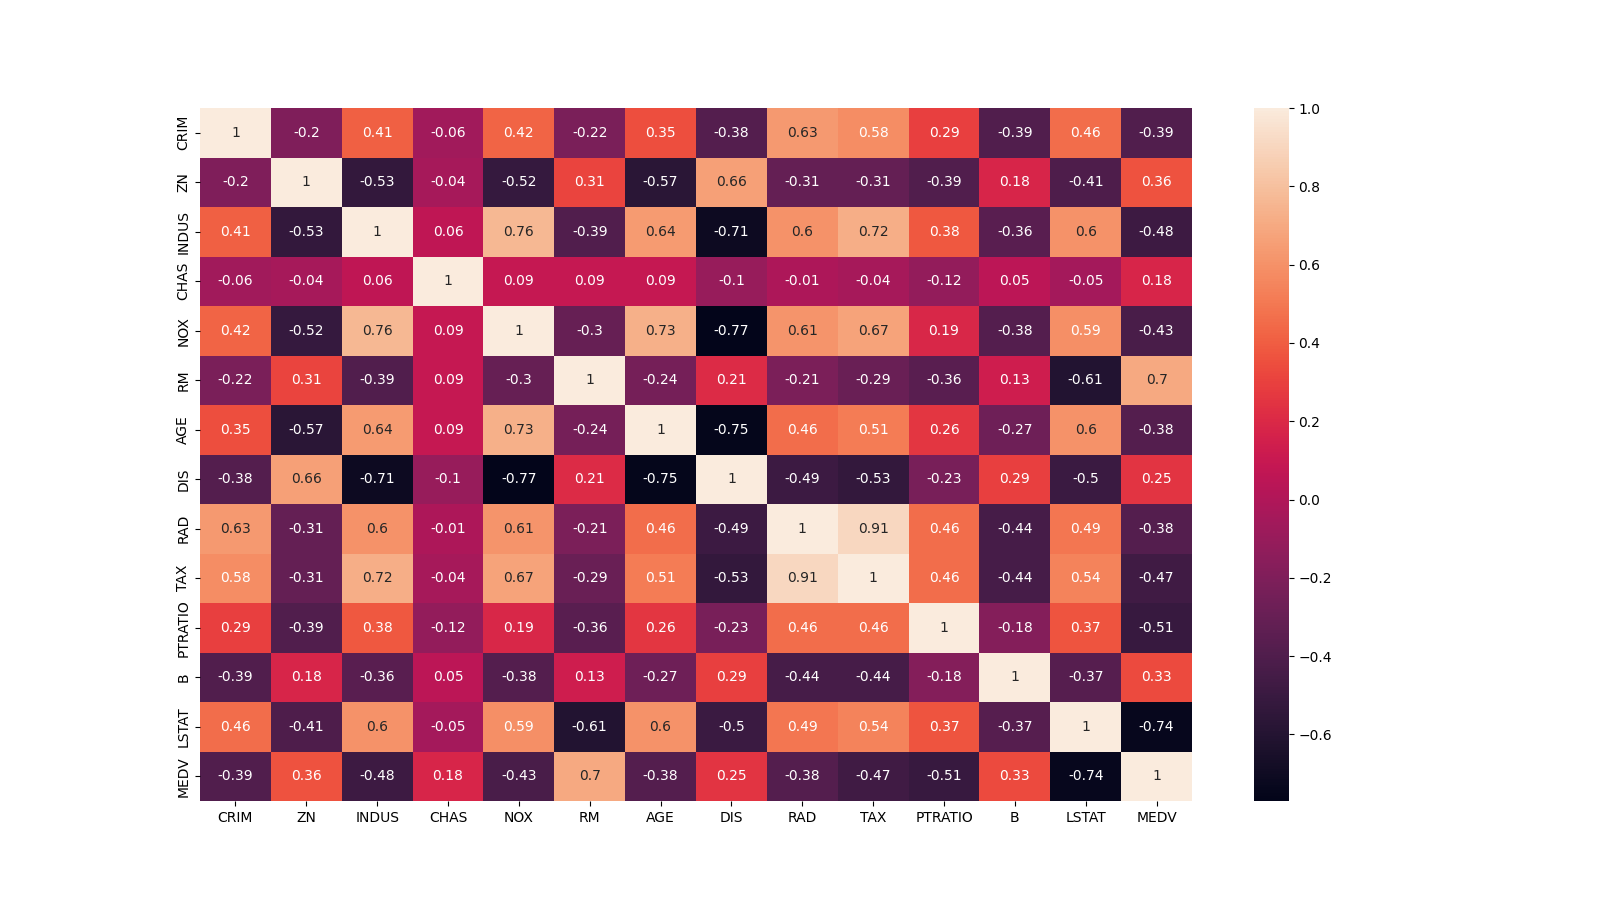 CRIM 1 -0.2 0.41 -0.06 0.42 -0.22 0.35 -0.38 0.63 0.58 0.29 -0.39 0.46 -0.39
ZN -0.2 1 -0.53 -0.04 -0.52 0.31 -0.57 0.66 -0.31 -0.31 -0.39 0.18 -0.41 0.36
INDUS 0.41 -0.53 1 0.06 0.76 -0.39 0.64 -0.71 0.6 0.72 0.38 -0.36 0.6 -0.48
CHAS -0.06 -0.04 0.06 1 0.09 0.09 0.09 -0.1 -0.01 -0.04 -0.12 0.05 -0.05 0.18
NOX 0.42 -0.52 0.76 0.09 1 -0.3 0.73 -0.77 0.61 0.67 0.19 -0.38 0.59 -0.43
RM -0.22 0.31 -0.39 0.09 -0.3 1 -0.24 0.21 -0.21 -0.29 -0.36 0.13 -0.61 0.7
AGE 0.35 -0.57 0.64 0.09 0.73 -0.24 1 -0.75 0.46 0.51 0.26 -0.27 0.6 -0.38
DIS -0.38 0.66 -0.71 -0.1 -0.77 0.21 -0.75 1 -0.49 -0.53 -0.23 0.29 -0.5 0.25
RAD 0.63 -0.31 0.6 -0.01 0.61 -0.21 0.46 -0.49 1 0.91 0.46 -0.44 0.49 -0.38
TAX 0.58 -0.31 0.72 -0.04 0.67 -0.29 0.51 -0.53 0.91 1 0.46 -0.44 0.54 -0.47
PTRATIO 0.29 -0.39 0.38 -0.12 0.19 -0.36 0.26 -0.23 0.46 0.46 1 -0.18 0.37 -0.51
B -0.39 0.18 -0.36 0.05 -0.38 0.13 -0.27 0.29 -0.44 -0.44 -0.18 1 -0.37 0.33
LSTAT 0.46 -0.41 0.6 -0.05 0.59 -0.61 0.6 -0.5 0.49 0.54 0.37 -0.37 1 -0.74
MEDV -0.39 0.36 -0.48 0.18 -0.43 0.7 -0.38 0.25 -0.38 -0.47 -0.51 0.33 -0.74 1
CRIM ZN INDUS CHAS NOX RM AGE DIS RAD TAX PTRATIO B LSTAT MEDV
1.0
0.8
0.6
0.4
0.2
0.0
−0.2
−0.4
−0.6